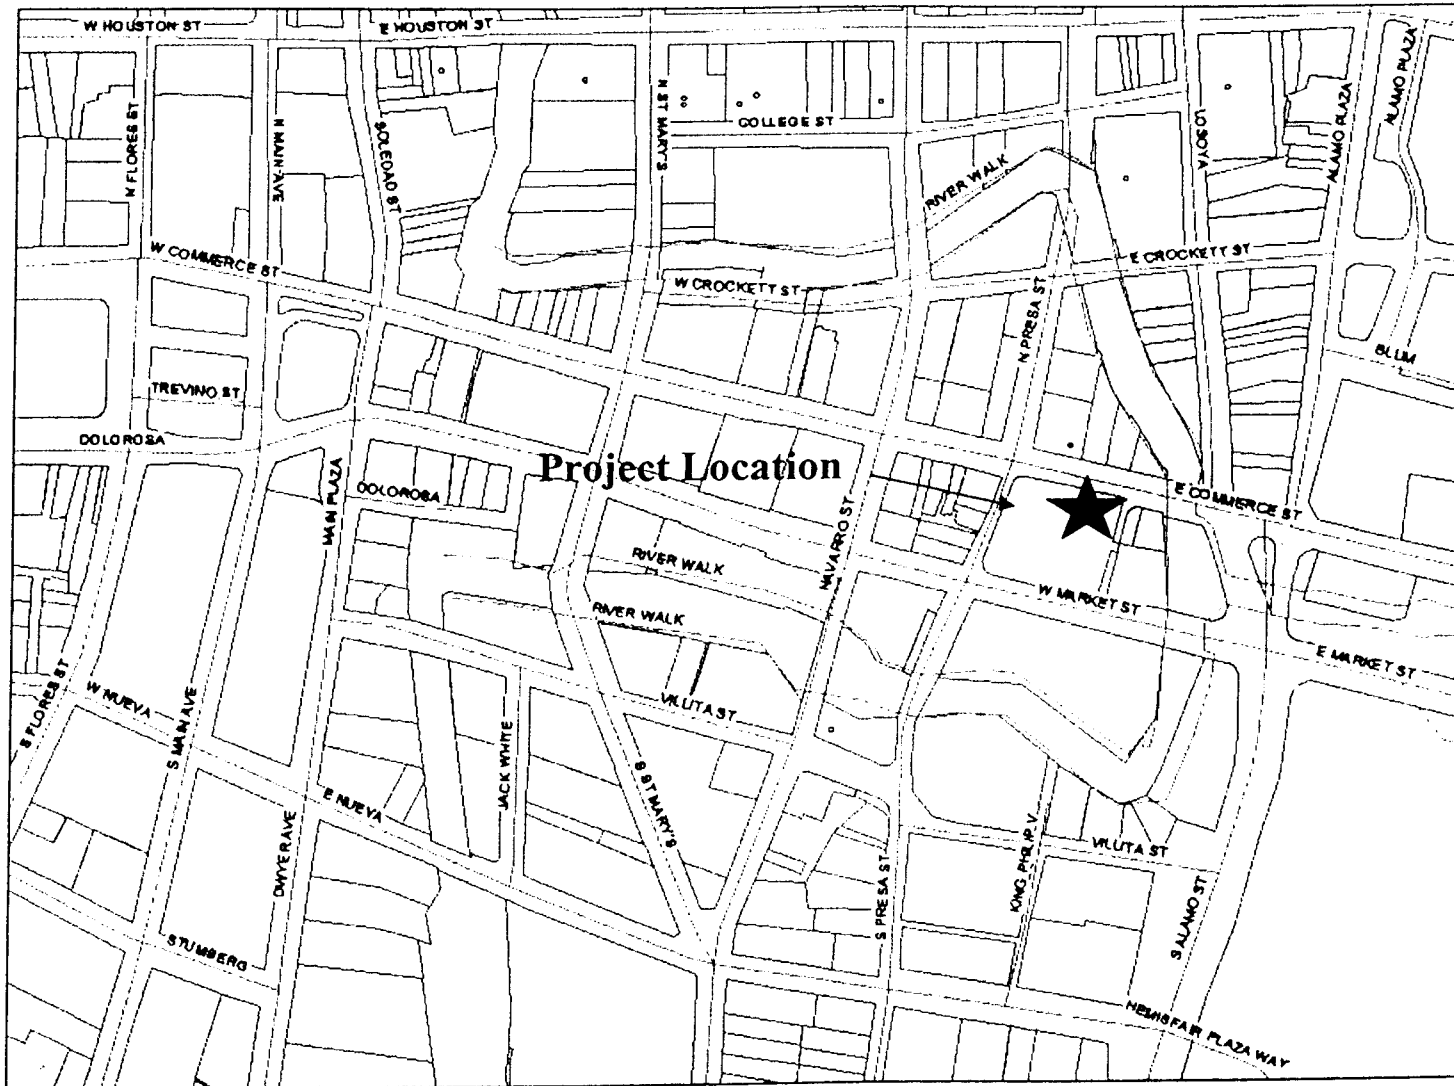 W HOUSTON ST
E HOUSTON ST
N FLORES ST
N MAIN AVE
SOLEDAD ST
N ST MARY'S
COLLEGE ST
LOSOYA
ALAMO PLAZA
ALAMO PLAZA
RIVER WALK
W COMMERCE ST
W CROCKETT ST
E CROCKETT ST
N PRESA ST
BLUM
TREVINO ST
DOLOROSA
MAIN PLAZA
DOLOROSA
Project Location
E COMMERCE ST
NAVARRO ST
RIVER WALK
RIVER WALK
W MARKET ST
E MARKET ST
S FLORES ST
W NUEVA
S MAIN AVE
VILLITA ST
JACK WHITE
S ST MARY'S
E NUEVA
DWYER AVE
KING PHILIP V
VILLITA ST
S PRESA ST
S ALAMO ST
STUMBERG
HEMISFAIR PLAZA WAY